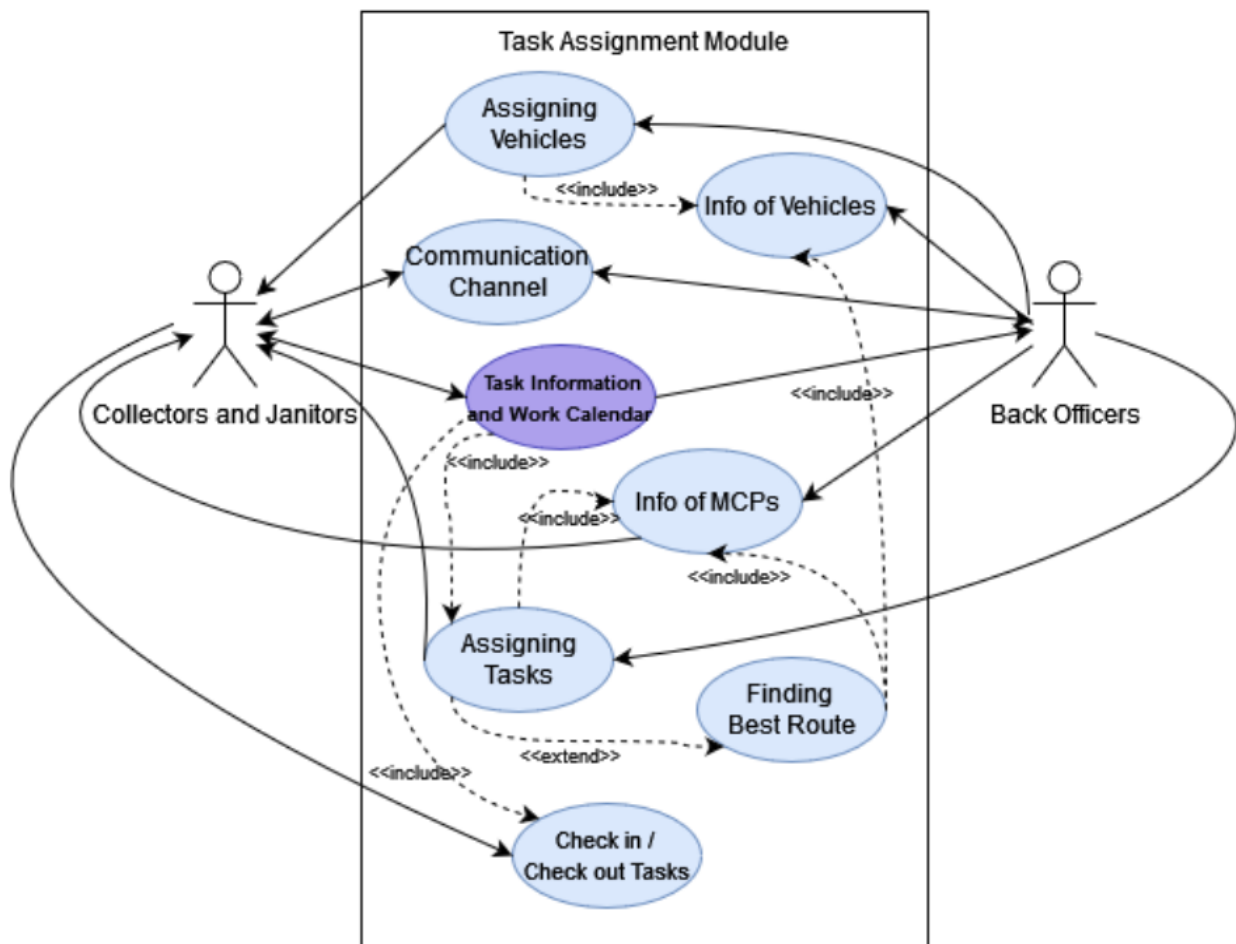 Task Assignment Module
Assigning
Vehicles
<<include>>
Info of Vehicles
Communication
Channel
Collectors and Janitors
Task Information
and Work Calendar
<<include>>
Back Officers
<<include>>
Info of MCPs
<<include>>
<<include>>
Assigning
Tasks
Finding
Best Route
<<extend>>
<<include>>
Check in /
Check out Tasks